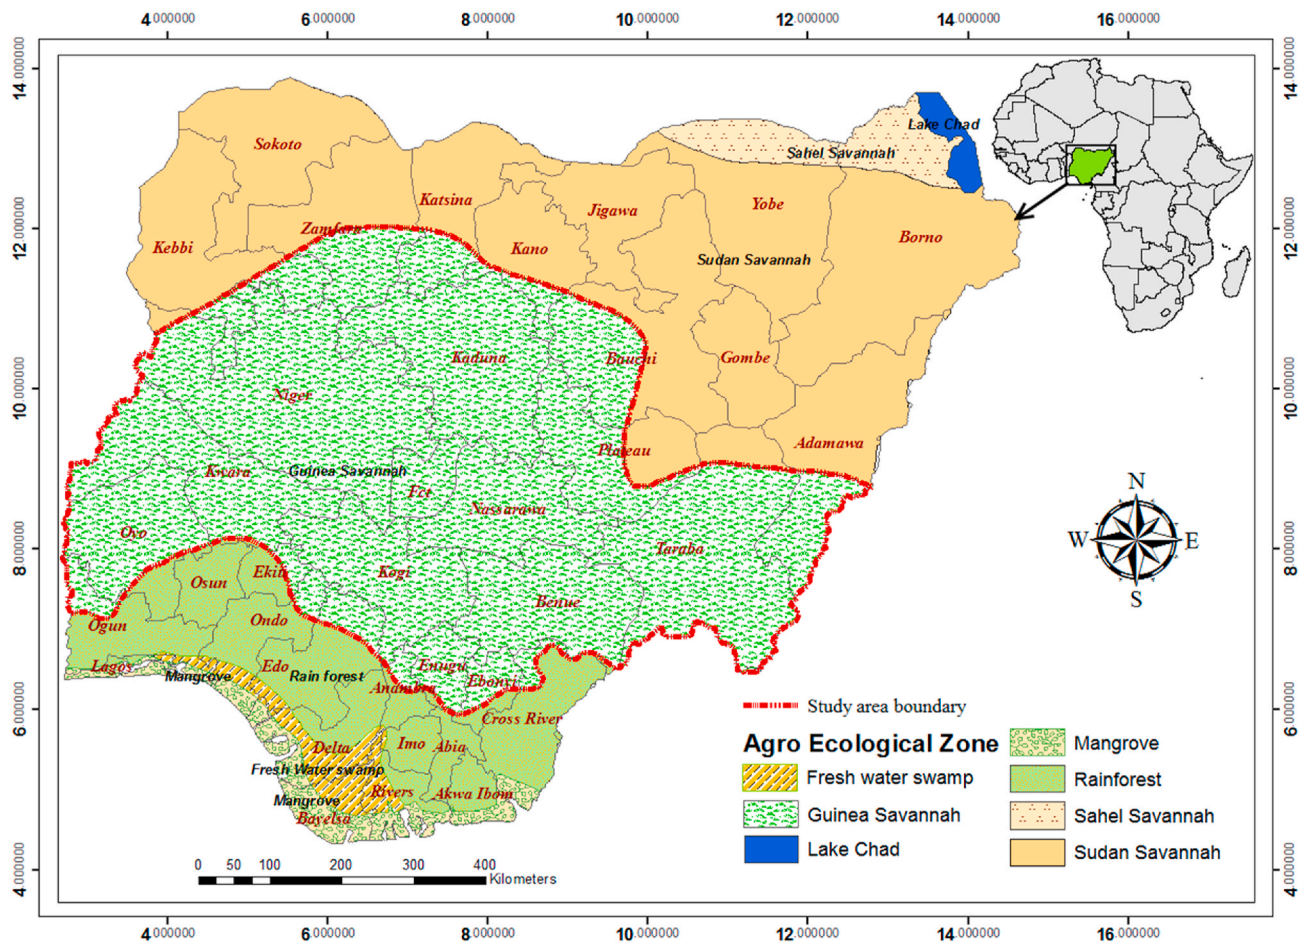 4.000000 6.000000 8.000000 10.000000 12.000000 14.000000 16.000000
14.000000
14.000000
12.000000
12.000000
10.000000
10.000000
8.000000
8.000000
6.000000
6.000000
4.000000
4.000000
Lake Chad
Sokoto
Sahel Savannah
Katsina
Jigawa
Yobe
Zamfara
Kebbi
Kano
Borno
Sudan Savannah
Kaduna
Bauchi
Gombe
Niger
Adamawa
Plateau
Kwara
Guinea Savannah
Fct
Nassarawa
Oyo
Taraba
Kogi
Osun
Ekiti
Benue
Ogun
Ondo
Lagos
Edo
Enugu
Mangrove
Rain forest
Ebonyi
Anambra
Cross River
Delta
Imo
Abia
Fresh Water swamp
Rivers
Akwa Ibom
Mangrove
Bayelsa
N
W
E
S
Study area boundary
Agro Ecological Zone
Fresh water swamp
Guinea Savannah
Lake Chad
Mangrove
Rainforest
Sahel Savannah
Sudan Savannah
0 50 100 200 300 400
Kilometers
4.000000 6.000000 8.000000 10.000000 12.000000 14.000000 16.000000